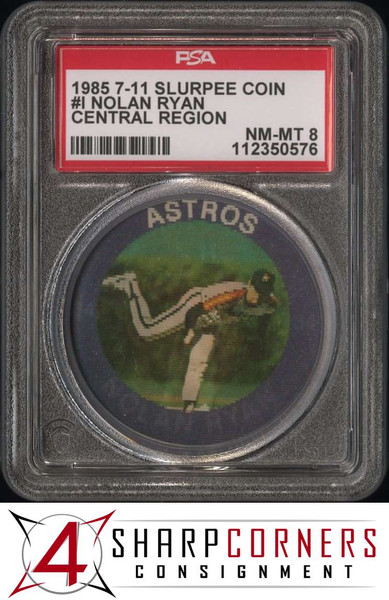 PSA
1985 7-11 SLURPEE COIN
#I NOLAN RYAN
CENTRAL REGION
NM-MT 8
112350576
ASTROS
NOLAN RYAN
4
SHARPCORNERS
CONSIGNMENT